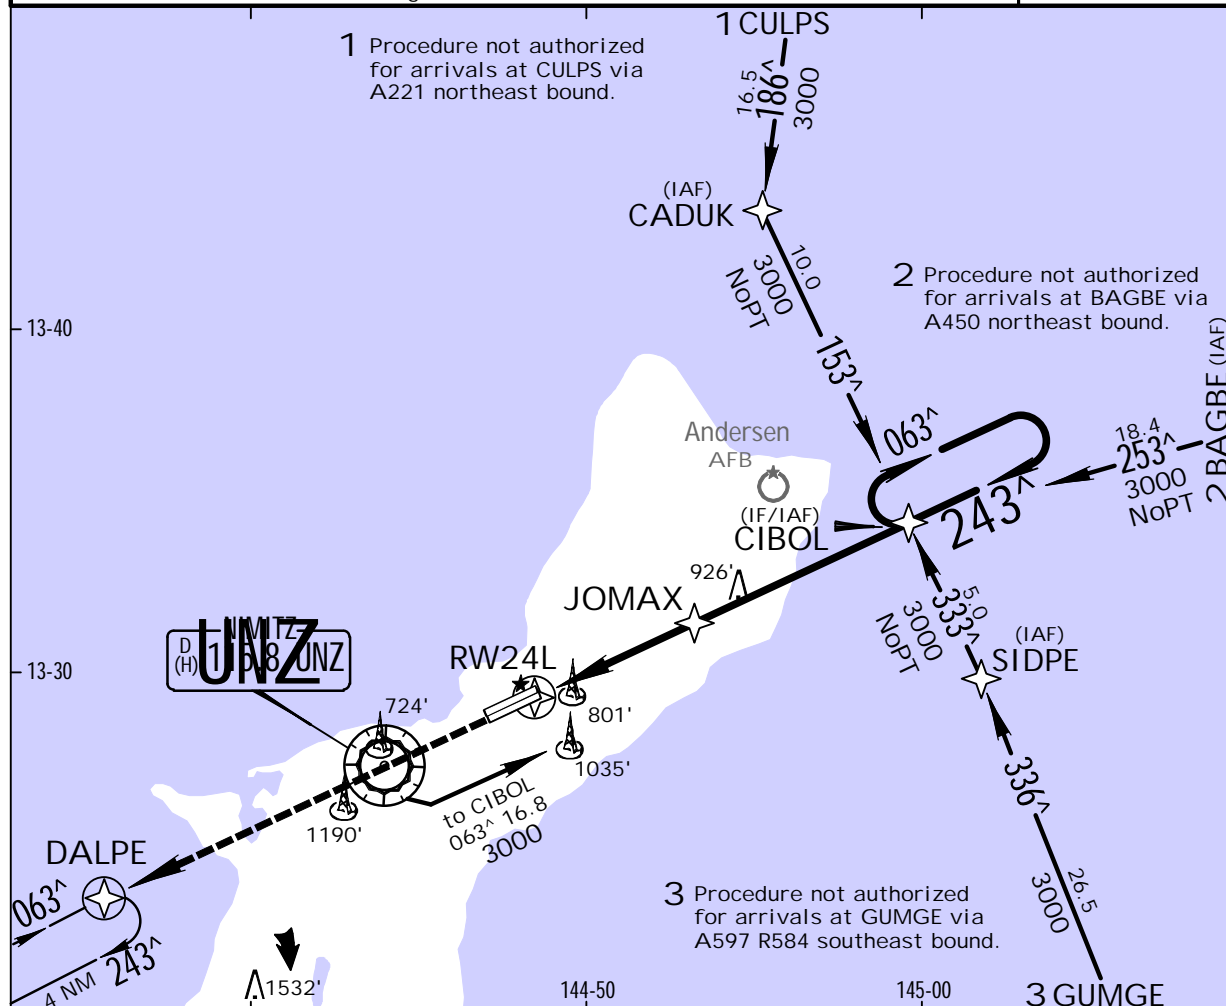 1 CULPS
1 Procedure not authorized
for arrivals at CULPS via
A221 northeast bound.
16.5
186^
3000
(IAF)
CADUK
10.0
3000
NoPT
153^
2 Procedure not authorized
for arrivals at BAGBE via
A450 northeast bound.
13-40
2 BAGBE (IAF)
063^
18.4
253^
3000
NoPT
Andersen
AFB
(IF/IAF)
CIBOL
243^
926'
JOMAX
5.0
333^
3000
NoPT
(IAF)
SIDPE
NIMITZ
UNZ
D
(H)
UNZ
RW24L
13-30
724'
801'
1035'
336^
to CIBOL
063^ 16.8
3000
1190'
DALPE
063^
243^
4 NM
3 Procedure not authorized
for arrivals at GUMGE via
A597 R584 southeast bound.
26.5
3000
1532'
144-50
145-00
3 GUMGE